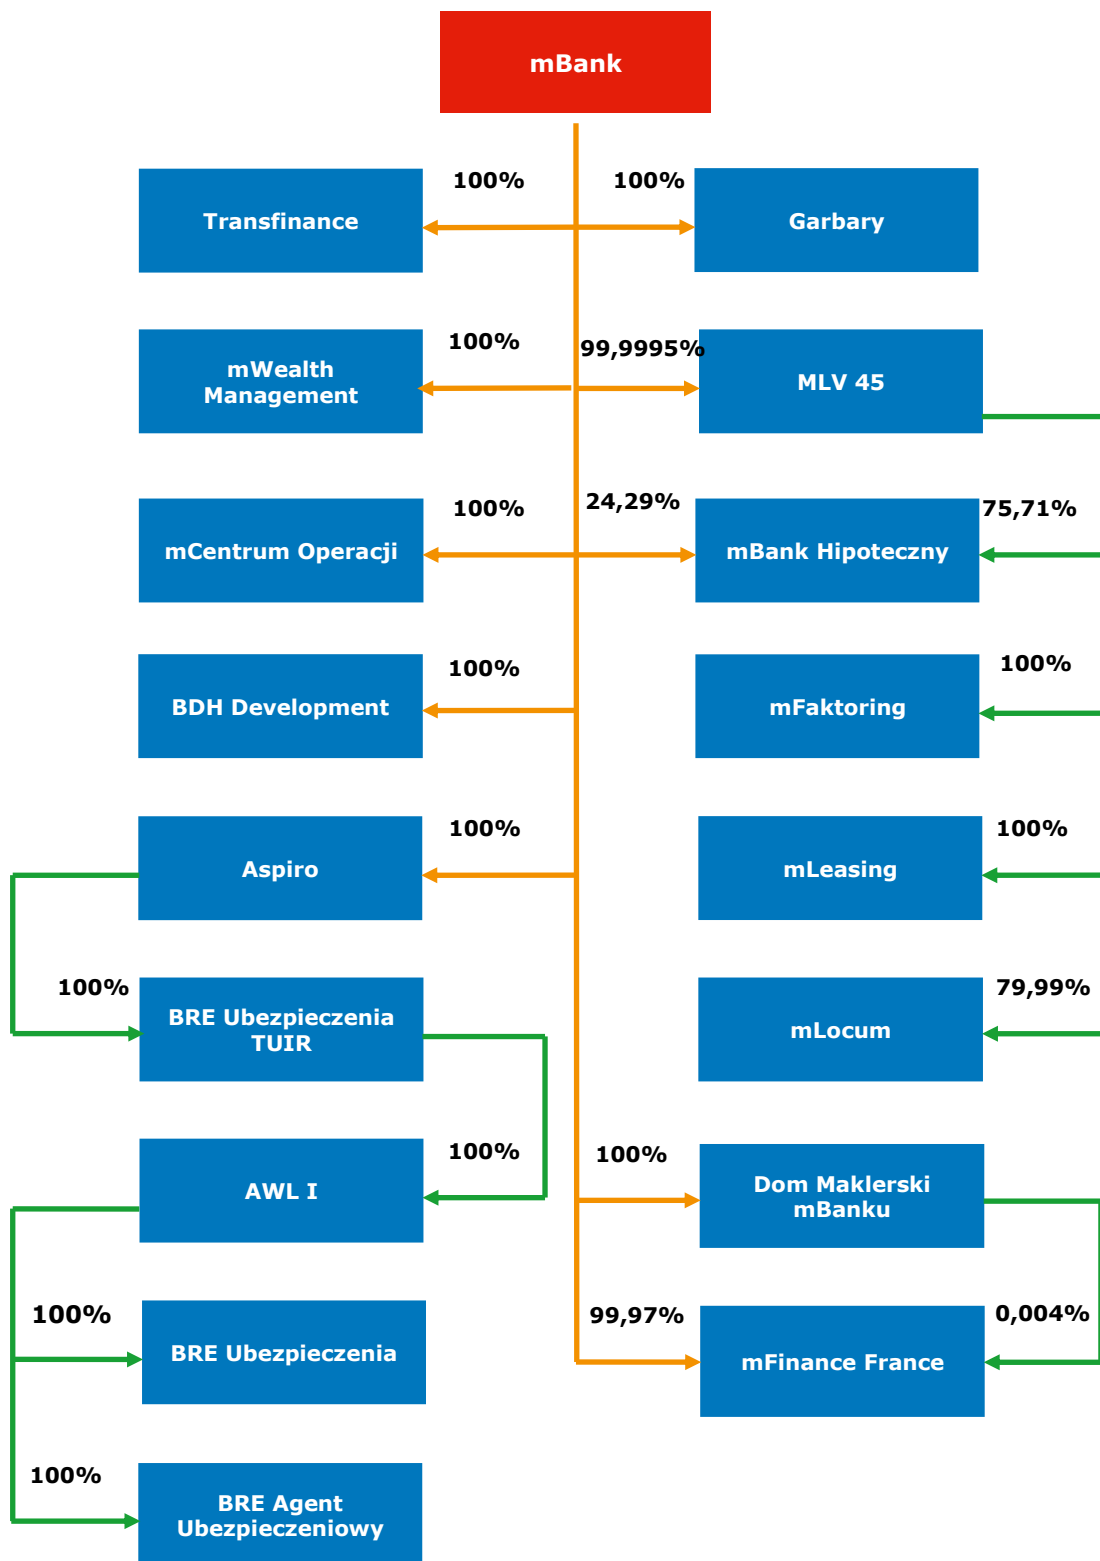 mBank
100%
100%
Transfinance
Garbary
100%
99,9995%
mWealth
Management
MLV 45
100%
24,29%
75,71%
mCentrum Operacji
mBank Hipoteczny
100%
100%
BDH Development
mFaktoring
100%
100%
Aspiro
mLeasing
100%
79,99%
BRE Ubezpieczenia
TUIR
mLocum
100%
100%
AWL I
Dom Maklerski
mBanku
100%
99,97%
0,004%
BRE Ubezpieczenia
mFinance France
100%
BRE Agent
Ubezpieczeniowy